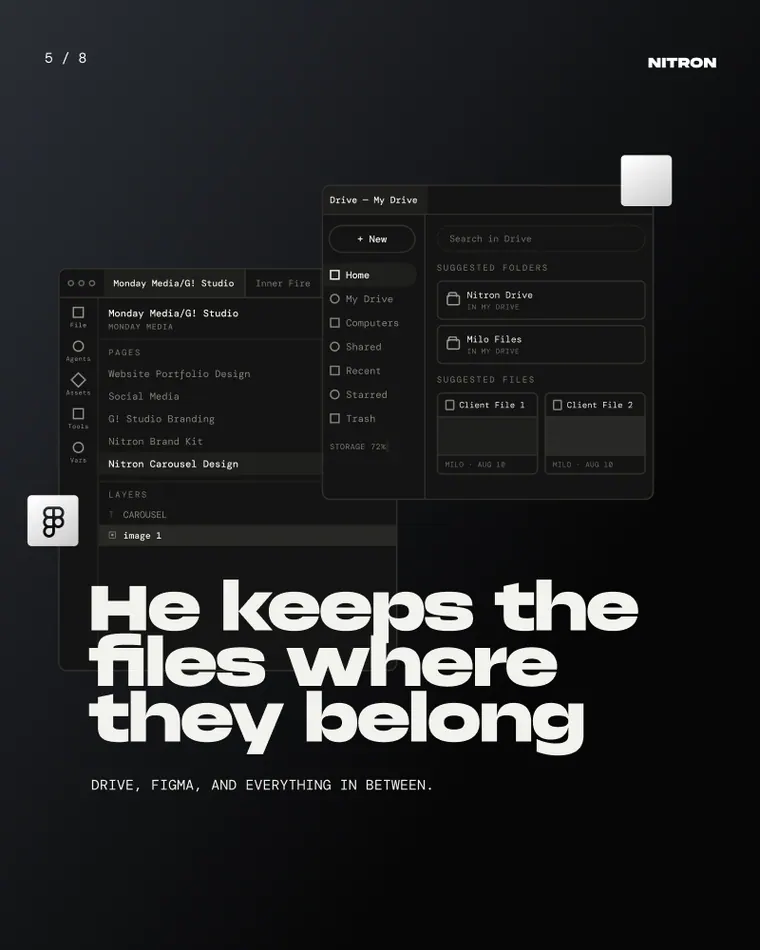 5 / 8
NITRON
Drive — My Drive
+ New
Search in Drive
Home
My Drive
Computers
Shared
Recent
Starred
Trash
STORAGE 72%
SUGGESTED FOLDERS
Nitron Drive
IN MY DRIVE
Milo Files
IN MY DRIVE
SUGGESTED FILES
Client File 1
MILO · AUG 10
Client File 2
MILO · AUG 10
Monday Media/G! Studio
Inner Fire
File
Agents
Assets
Tools
Vars
Monday Media/G! Studio
MONDAY MEDIA
PAGES
Website Portfolio Design
Social Media
G! Studio Branding
Nitron Brand Kit
Nitron Carousel Design
LAYERS
T CAROUSEL
image 1
He keeps the
files where
they belong
DRIVE, FIGMA, AND EVERYTHING IN BETWEEN.